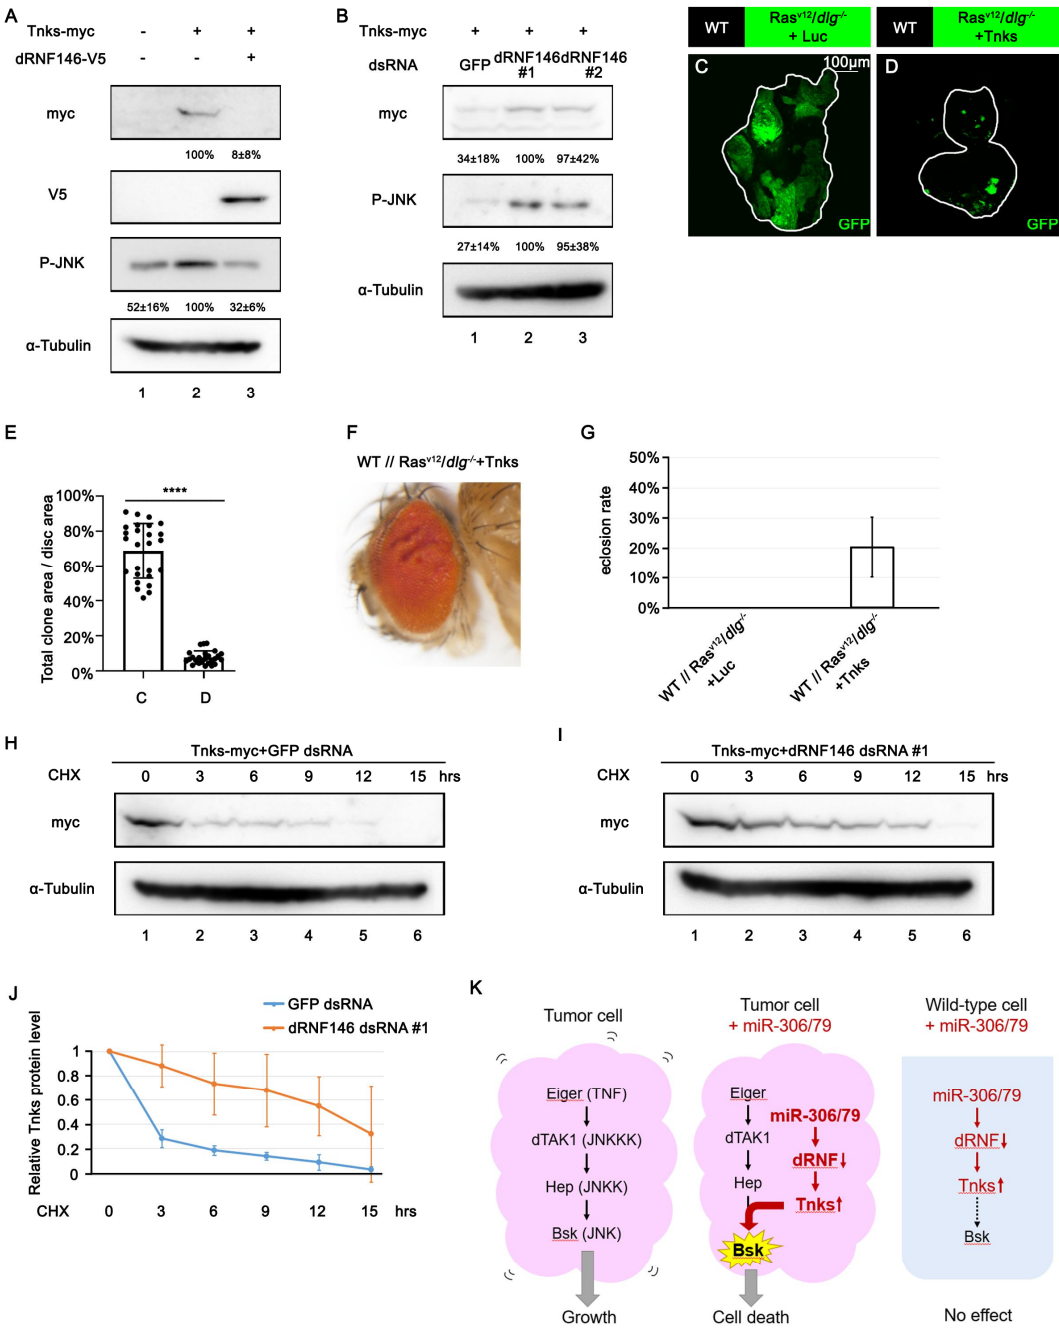 A
Tnks-myc - + +
dRNF146-V5 - - +
myc
100% 8±8%
V5
P-JNK
52±16% 100% 32±6%
α-Tubulin
1 2 3
B
Tnks-myc + + +
dsRNA GFP dRNF146 #1 dRNF146 #2
myc
34±18% 100% 97±42%
P-JNK
27±14% 100% 95±38%
α-Tubulin
1 2 3
WT Rasv12/dlg-/- + Luc
C 100μm
GFP
WT Rasv12/dlg-/- +Tnks
D
GFP
E
Total clone area / disc area
100%
80%
60%
40%
20%
0%
****
C D
F
WT // Rasv12/dlg-/-+Tnks
G
eclosion rate
50%
40%
30%
20%
10%
0%
WT // Rasv12/dlg-/-
+Luc
WT // Rasv12/dlg-/-
+Tnks
H
Tnks-myc+GFP dsRNA
CHX 0 3 6 9 12 15 hrs
myc
α-Tubulin
1 2 3 4 5 6
I
Tnks-myc+dRNF146 dsRNA #1
CHX 0 3 6 9 12 15 hrs
myc
α-Tubulin
1 2 3 4 5 6
J
GFP dsRNA
dRNF146 dsRNA #1
Relative Tnks protein level
1
0.8
0.6
0.4
0.2
0
CHX 0 3 6 9 12 15 hrs
K
Tumor cell
Eiger (TNF)
dTAK1 (JNKKK)
Hep (JNKK)
Bsk (JNK)
Growth
Tumor cell
+ miR-306/79
Eiger
dTAK1
Hep
Bsk
miR-306/79
dRNF↓
Tnks↑
Cell death
Wild-type cell
+ miR-306/79
miR-306/79
dRNF↓
Tnks↑
Bsk
No effect